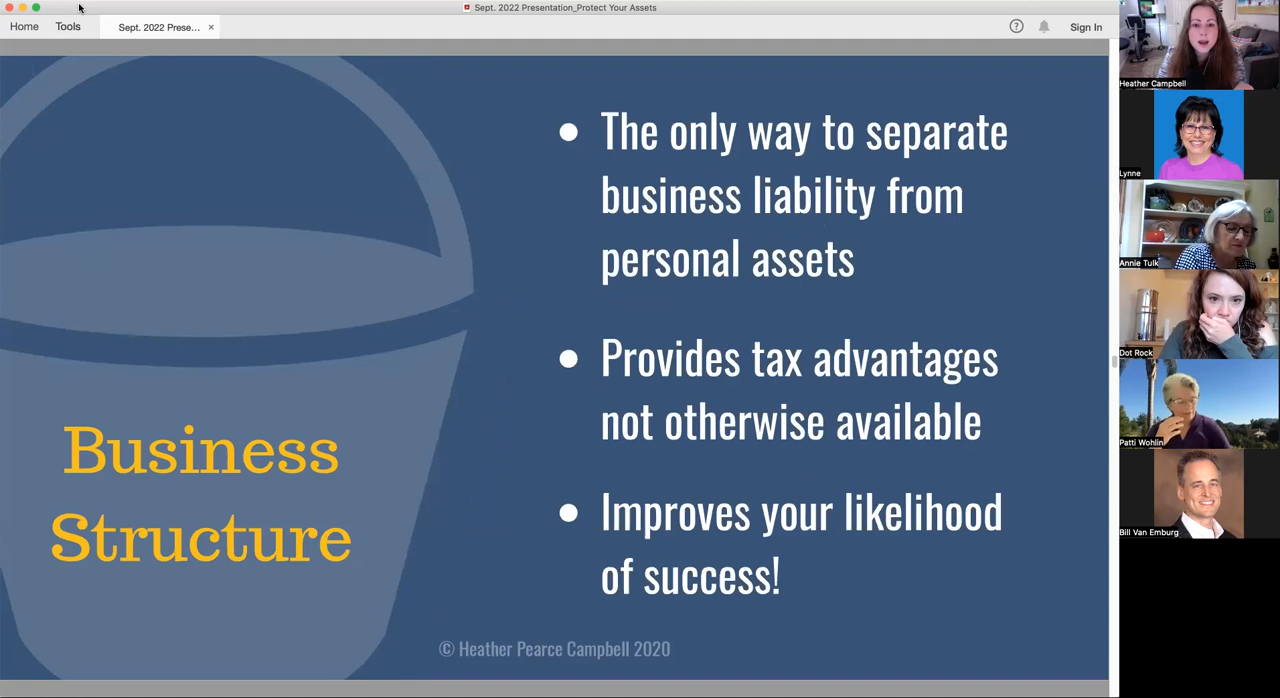 Sept. 2022 Presentation_Protect Your Assets
Home
Tools
Sept. 2022 Prese...
×
?
Sign In
Business
Structure
• The only way to separate
business liability from
personal assets
• Provides tax advantages
not otherwise available
• Improves your likelihood
of success!
© Heather Pearce Campbell 2020
Heather Campbell
Lynne
Annie Tulk
Dot Rock
Patti Wohlin
Bill Van Emburg